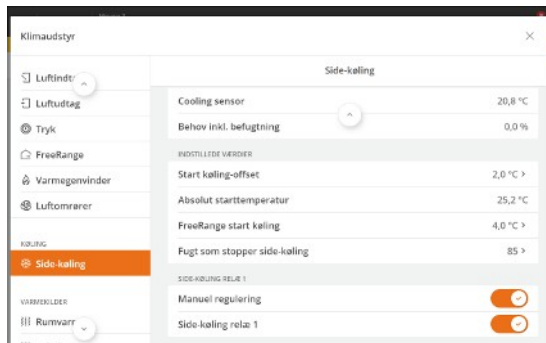 Klimaudstyr
Side-køling
Luftudtag
Tryk
FreeRange
Varmegenvinder
Luftomrører
KØLING
Side-køling
VARMEKILDER
Cooling sensor 20,8 °C
Behov inkl. befugtning 0,0 %
INDSTILLEDE VÆRDIER
Start køling-offset 2,0 °C >
Absolut starttemperatur 25,2 °C
FreeRange start køling 4,0 °C >
Fugt som stopper side-køling 85 >
SIDE-KØLING RELÆ 1
Manuel regulering
Side-køling relæ 1